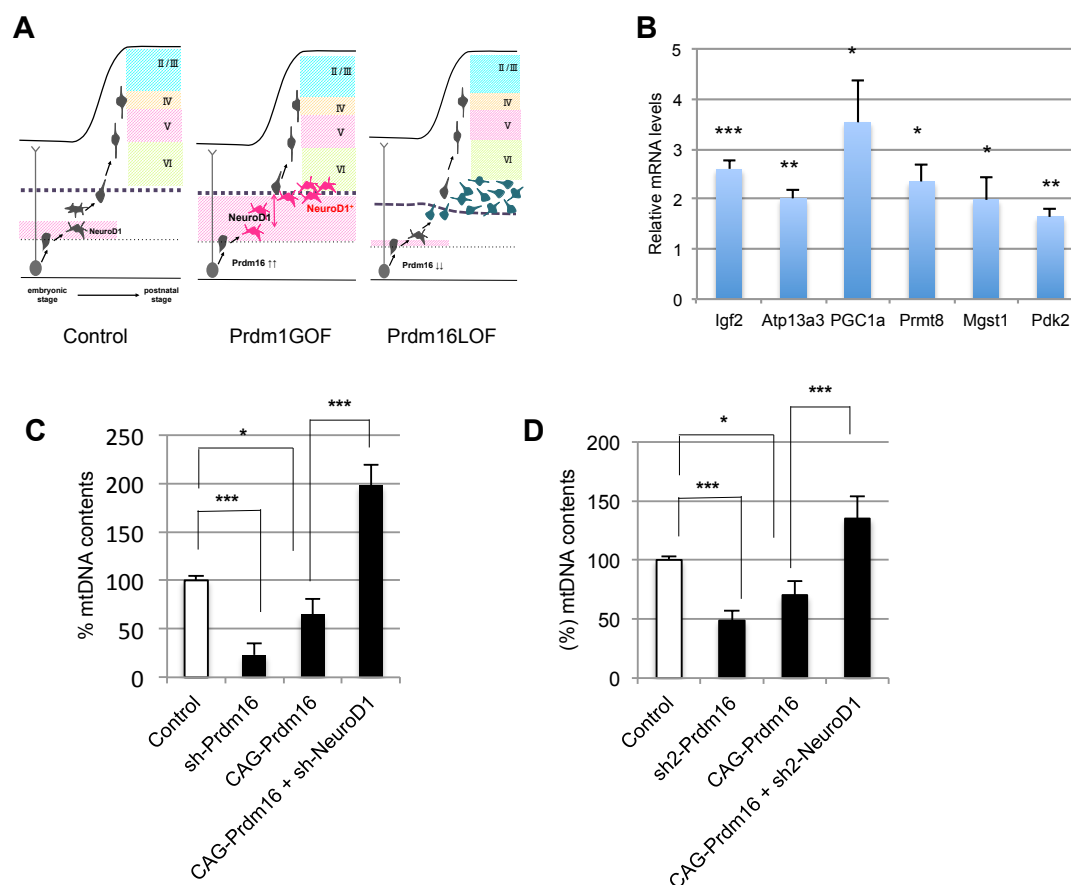 A
II / III
IV
V
VI
NeuroD1
embryonic stage
postnatal stage
Control
II / III
IV
V
VI
NeuroD1
NeuroD1+
Prdm16 ↑↑
Prdm1GOF
II / III
IV
V
VI
Prdm16 ↓↓
Prdm16LOF
B
Relative mRNA levels
5
4
3
2
1
0
***
**
*
*
*
**
Igf2 Atp13a3 PGC1a Prmt8 Mgst1 Pdk2
C
% mtDNA contents
250
200
150
100
50
0
***
*
***
Control
sh-Prdm16
CAG-Prdm16
CAG-Prdm16 + sh-NeuroD1
D
(%) mtDNA contents
200
150
100
50
0
***
*
***
Control
sh2-Prdm16
CAG-Prdm16
CAG-Prdm16 + sh2-NeuroD1